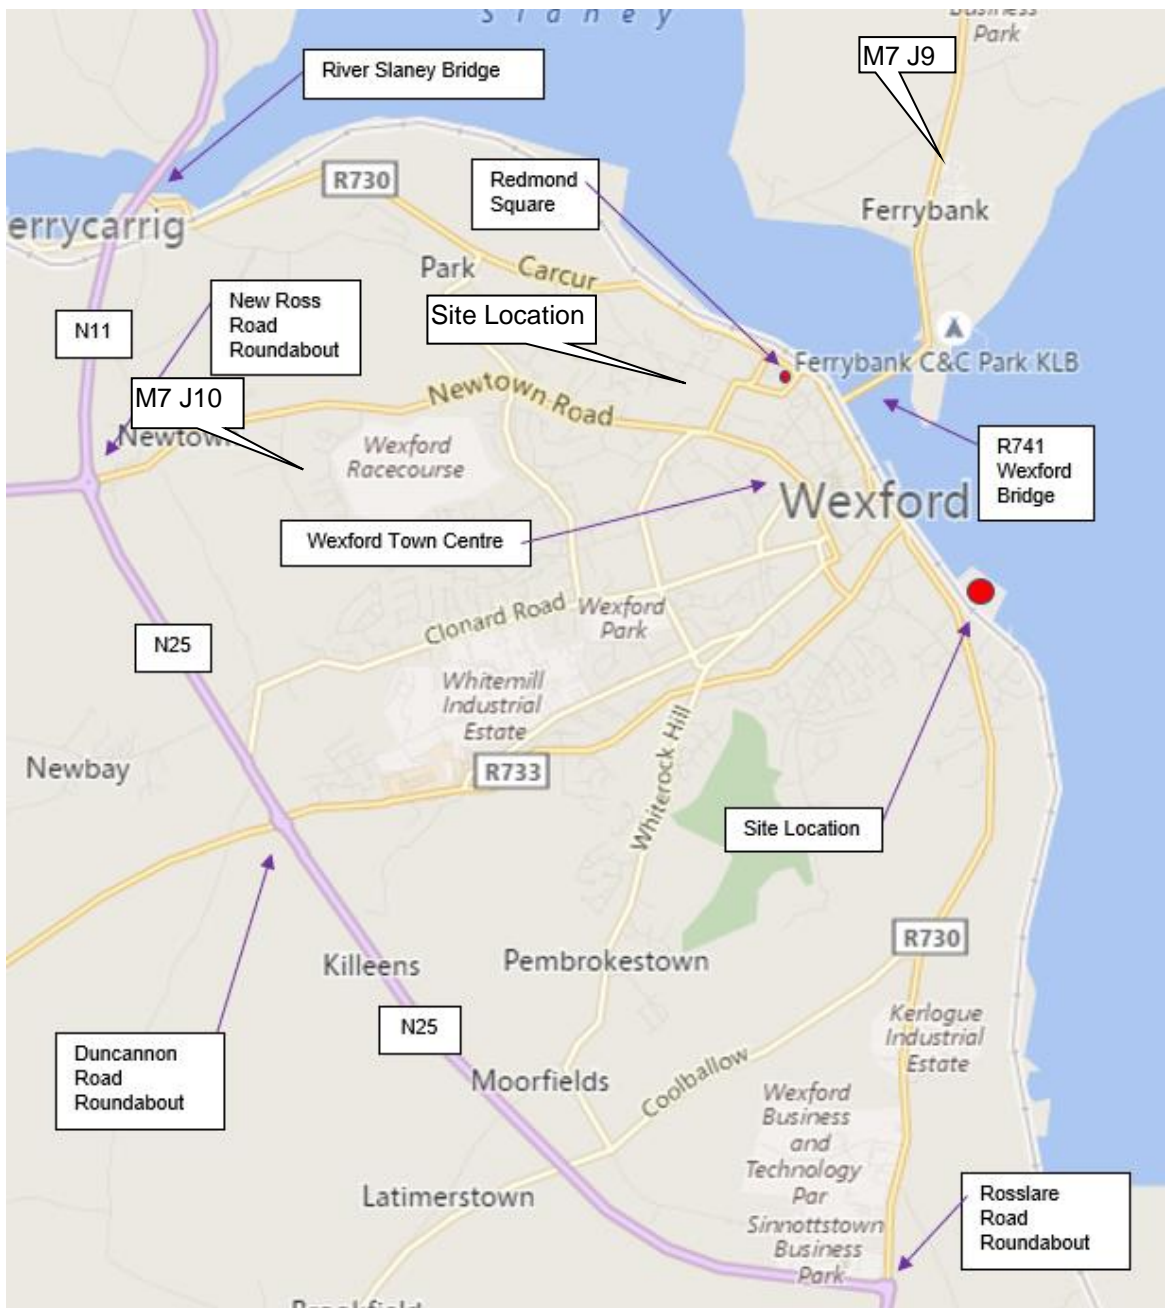 Slaney
Business
Park
M7 J9
River Slaney Bridge
R730
Redmond
Square
Ferrybank
errycarrig
Park
Carcur
New Ross
Road
Roundabout
N11
Site Location
Ferrybank C&C Park KLB
M7 J10
Newtown Road
Newtow
Wexford
Racecourse
R741
Wexford
Bridge
Wexford
Wexford Town Centre
Clonard Road
Wexford
Park
N25
Whitemill
Industrial
Estate
Newbay
R733
Whiterock Hill
Site Location
R730
Killeens
Pembrokestown
N25
Kerlogue
Industrial
Estate
Duncannon
Road
Roundabout
Moorfields
Coolballow
Wexford
Business
and
Technology
Par
Latimerstown
Rosslare
Road
Roundabout
Sinnottstown
Business
Park